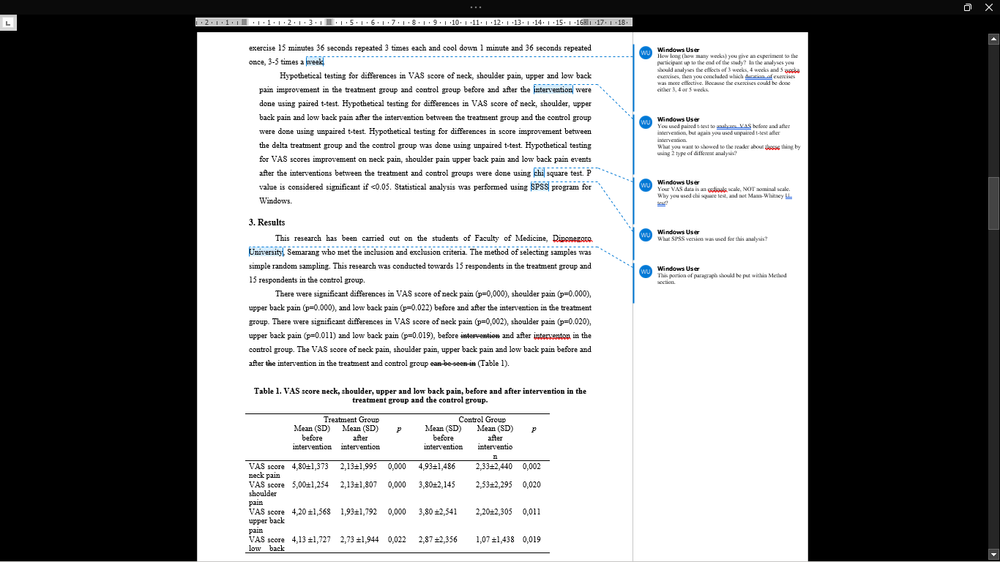 L
· 2 · ı · 1 · ı · · ı · 1 · ı · 2 · ı · 3 · ı · · ı · 5 · ı · 6 · ı · 7 · ı · 8 · ı · 9 · ı ·10· ı ·11· ı ·12· ı ·13· ı ·14· ı ·15· ı ·16 · ı ·17· ı ·18·
exercise 15 minutes 36 seconds repeated 3 times each and cool down 1 minute and 36 seconds repeated
once, 3-5 times a week.
Hypothetical testing for differences in VAS score of neck, shoulder pain, upper and low back
pain improvement in the treatment group and control group before and after the intervention were
done using paired t-test. Hypothetical testing for differences in VAS score of neck, shoulder, upper
back pain and low back pain after the intervention between the treatment group and the control group
were done using unpaired t-test. Hypothetical testing for differences in score improvement between
the delta treatment group and the control group was done using unpaired t-test. Hypothetical testing
for VAS scores improvement on neck pain, shoulder pain upper back pain and low back pain events
after the interventions between the treatment and control groups were done using chi square test. P
value is considered significant if <0.05. Statistical analysis was performed using SPSS program for
Windows.
3. Results
This research has been carried out on the students of Faculty of Medicine, Diponegoro
University, Semarang who met the inclusion and exclusion criteria. The method of selecting samples was
simple random sampling. This research was conducted towards 15 respondents in the treatment group and
15 respondents in the control group.
There were significant differences in VAS score of neck pain (p=0,000), shoulder pain (p=0.000),
upper back pain (p=0.000), and low back pain (p=0.022) before and after the intervention in the treatment
group. There were significant differences in VAS score of neck pain (p=0,002), shoulder pain (p=0.020),
upper back pain (p=0.011) and low back pain (p=0.019), before intervention and after interventon in the
control group. The VAS score of neck pain, shoulder pain, upper back pain and low back pain before and
after the intervention in the treatment and control group can be seen in (Table 1).
Table 1. VAS score neck, shoulder, upper and low back pain, before and after intervention in the
treatment group and the control group.
Treatment Group Control Group
Mean (SD) Mean (SD) p Mean (SD) Mean (SD) p
before after before after
intervention intervention intervention interventio
n
VAS score 4,80±1,373 2,13±1,995 0,000 4,93±1,486 2,33±2,440 0,002
neck pain
VAS score 5,00±1,254 2,13±1,807 0,000 3,80±2,145 2,53±2,295 0,020
shoulder
pain
VAS score 4,20 ±1,568 1,93±1,792 0,000 3,80 ±2,541 2,20±2,305 0,011
upper back
pain
VAS score 4,13 ±1,727 2,73 ±1,944 0,022 2,87 ±2,356 1,07 ±1,438 0,019
low back
WU Windows User
How long (how many weeks) you give an experiment to the
participant up to the end of the study? In the analyses you
should analyses the effects of 3 weeks, 4 weeks and 5 weeks
exercises, then you concluded which duration of exercises
was more effective. Because the exercises could be done
either 3, 4 or 5 weeks.
WU Windows User
You used paired t-test to analyzes VAS before and after
intervention, but again you used unpaired t-test after
intervention.
What you want to showed to the reader about theese thing by
using 2 type of different analysis?
WU Windows User
Your VAS data is an ordinale scale, NOT nominal scale.
Why you used chi square test, and not Mann-Whitney U
test?
WU Windows User
What SPSS version was used for this analysis?
WU Windows User
This portion of paragraph should be put within Method
section.